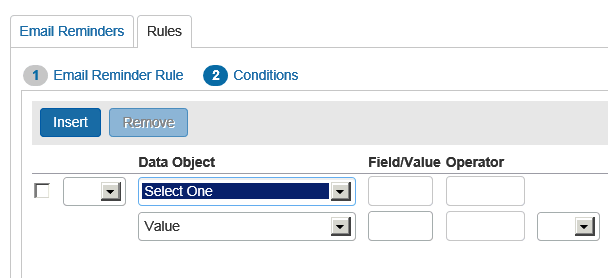 Email Reminders Rules
1 Email Reminder Rule 2 Conditions
Insert Remove
Data Object Field/Value Operator
Select One
Value